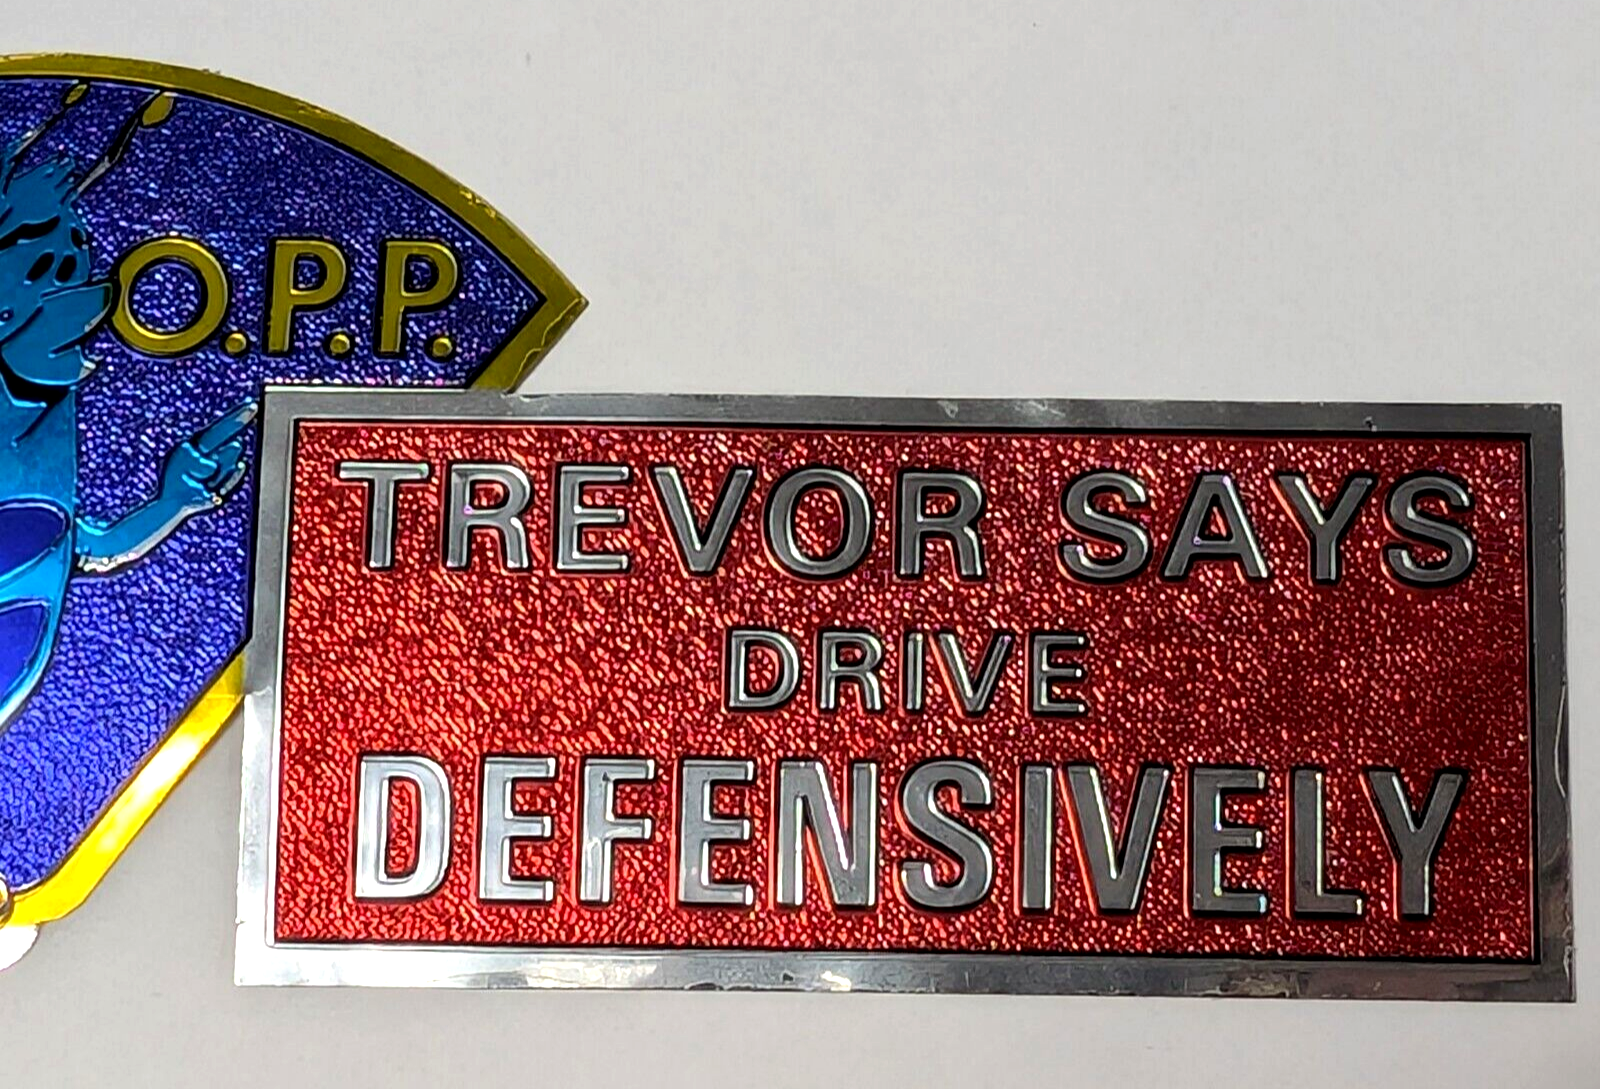 O.P.P.
TREVOR SAYS
DRIVE
DEFENSIVELY